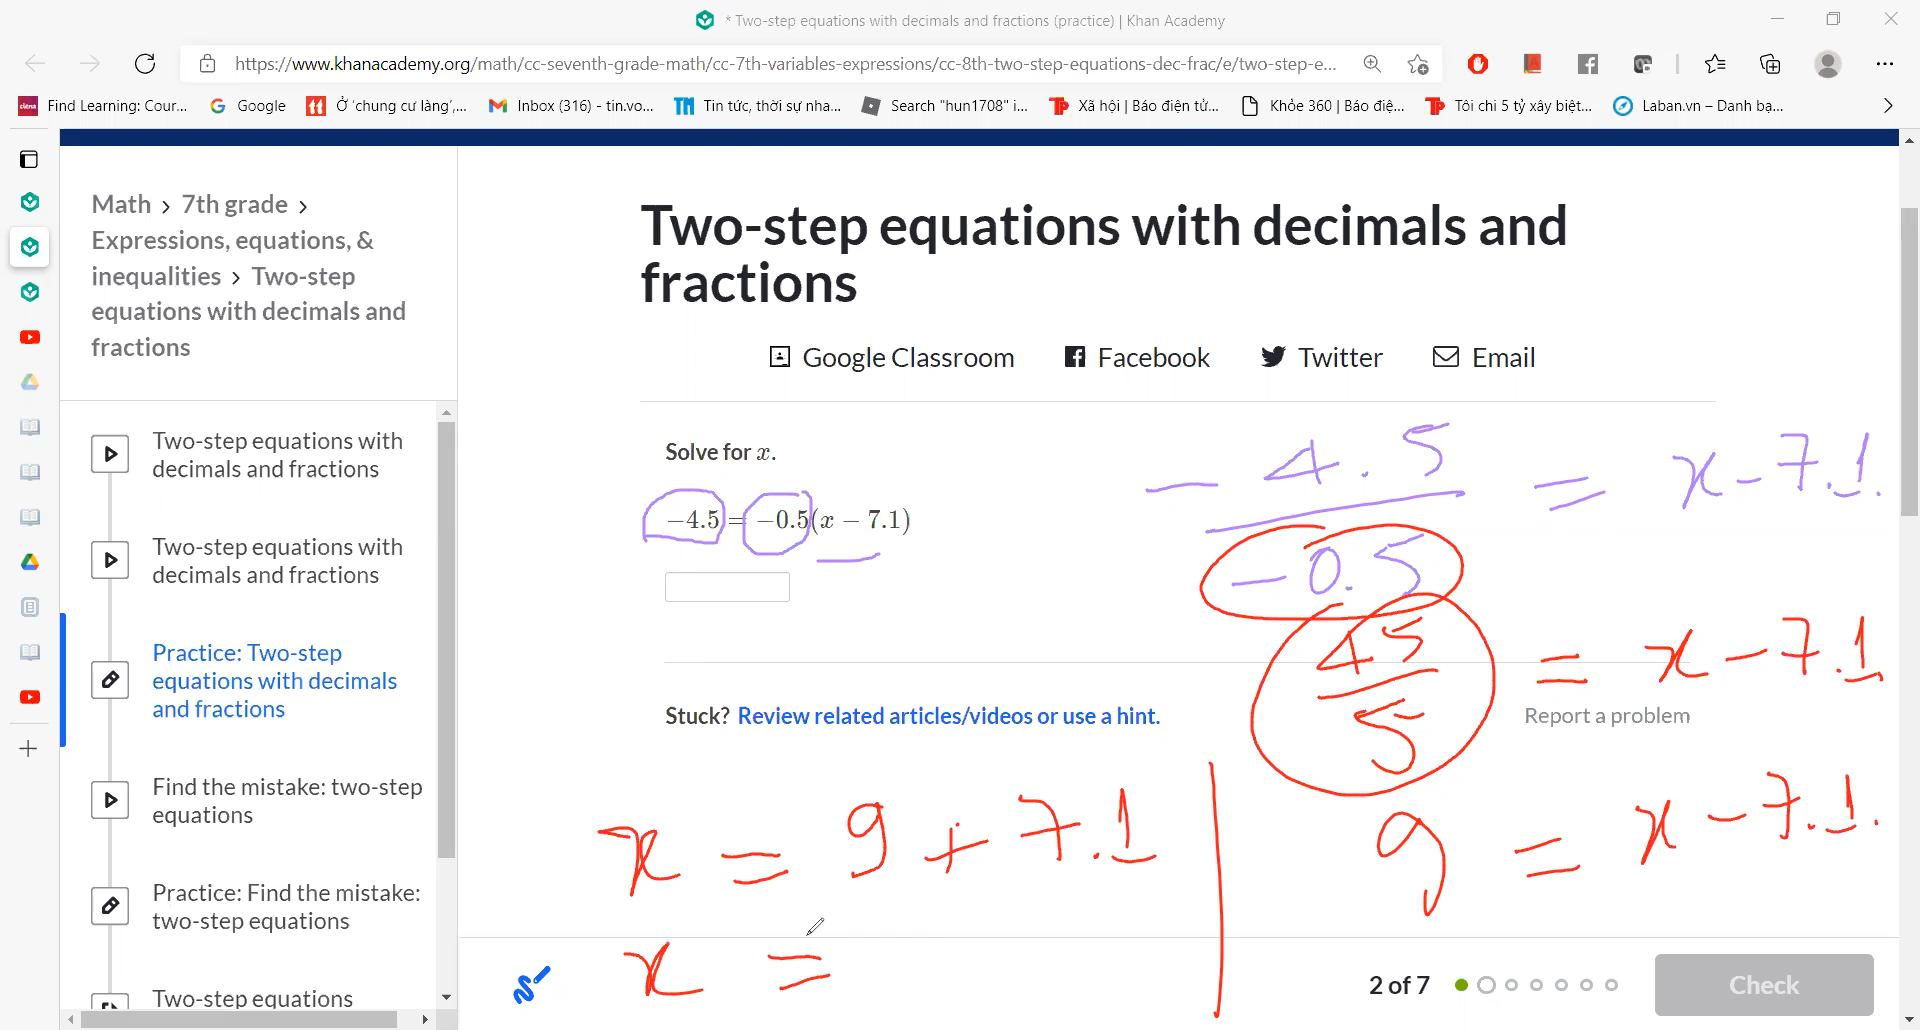 * Two-step equations with decimals and fractions (practice) | Khan Academy
https://www.khanacademy.org/math/cc-seventh-grade-math/cc-7th-variables-expressions/cc-8th-two-step-equations-dec-frac/e/two-step-e...
Find Learning: Cour... Google Ở 'chung cư làng',... Inbox (316) - tin.vo... Tin tức, thời sự nha... Search "hun1708" i... Xã hội | Báo điện tử... Khỏe 360 | Báo điệ... Tôi chi 5 tỷ xây biệt... Laban.vn – Danh bạ...
Math › 7th grade ›
Expressions, equations, &
inequalities › Two-step
equations with decimals and
fractions
Two-step equations with
decimals and fractions
Two-step equations with
decimals and fractions
Practice: Two-step
equations with decimals
and fractions
Find the mistake: two-step
equations
Practice: Find the mistake:
two-step equations
Two-step equations
Two-step equations with decimals and
fractions
Google Classroom Facebook Twitter Email
Solve for x.
−4.5 = −0.5(x − 7.1)
Stuck? Review related articles/videos or use a hint.
Report a problem
− 4.5 = x − 7.1.
− 0.5
45 = x − 7.1.
5
9 = x − 7.1.
x = 9 + 7.1
x =
2 of 7
Check